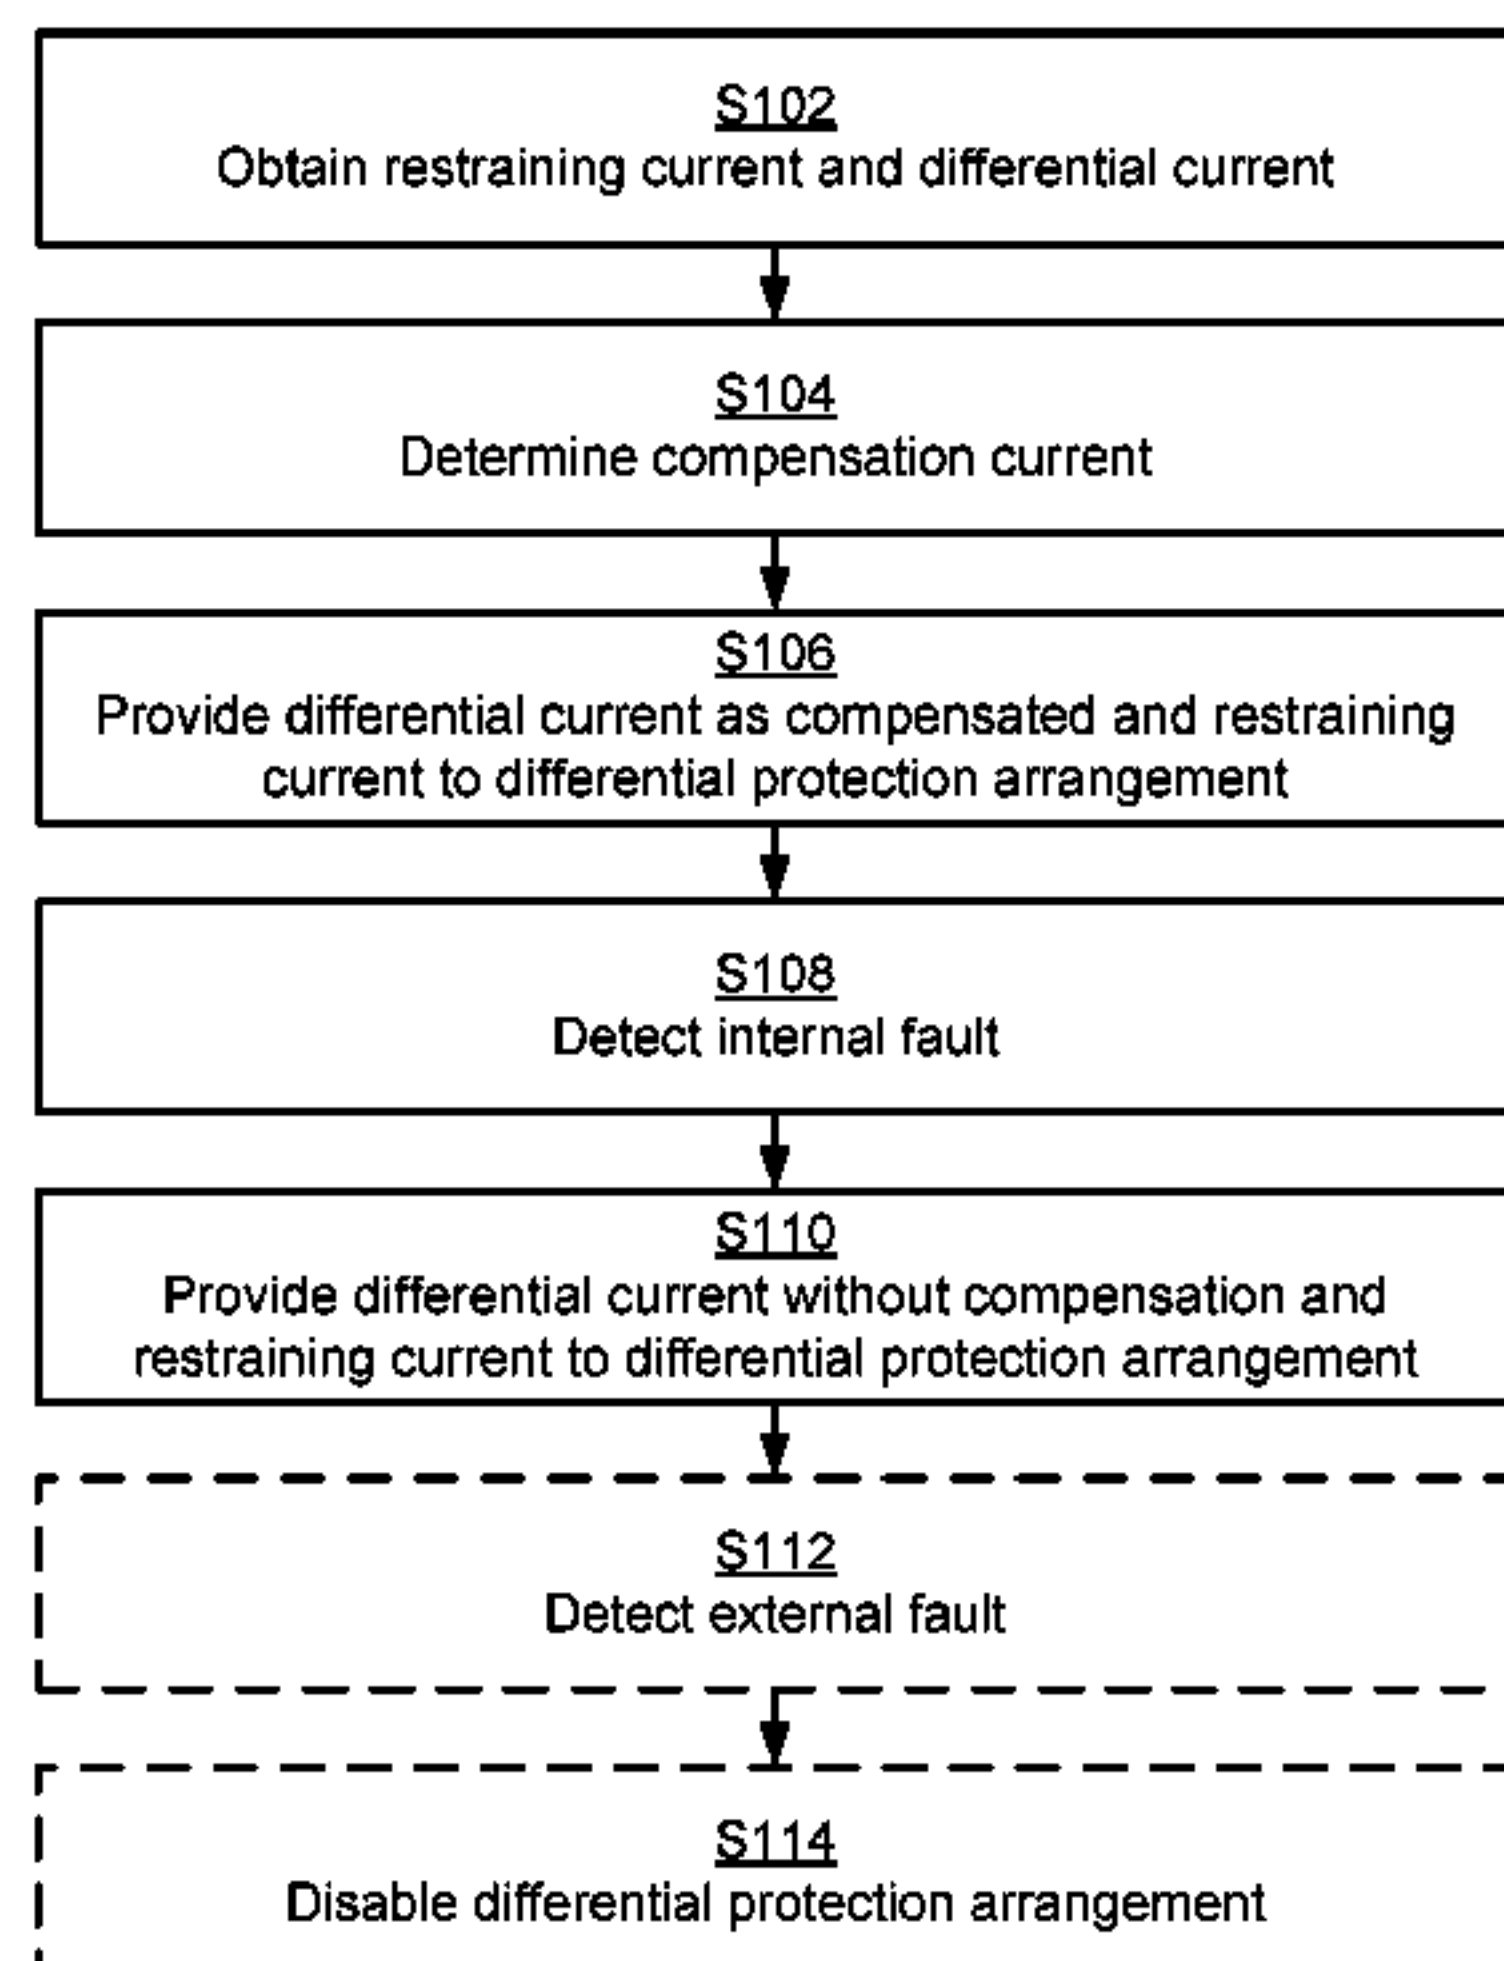 S102
Obtain restraining current and differential current
S104
Determine compensation current
S106
Provide differential current as compensated and restraining
current to differential protection arrangement
S108
Detect internal fault
S110
Provide differential current without compensation and
restraining current to differential protection arrangement
S112
Detect external fault
S114
Disable differential protection arrangement